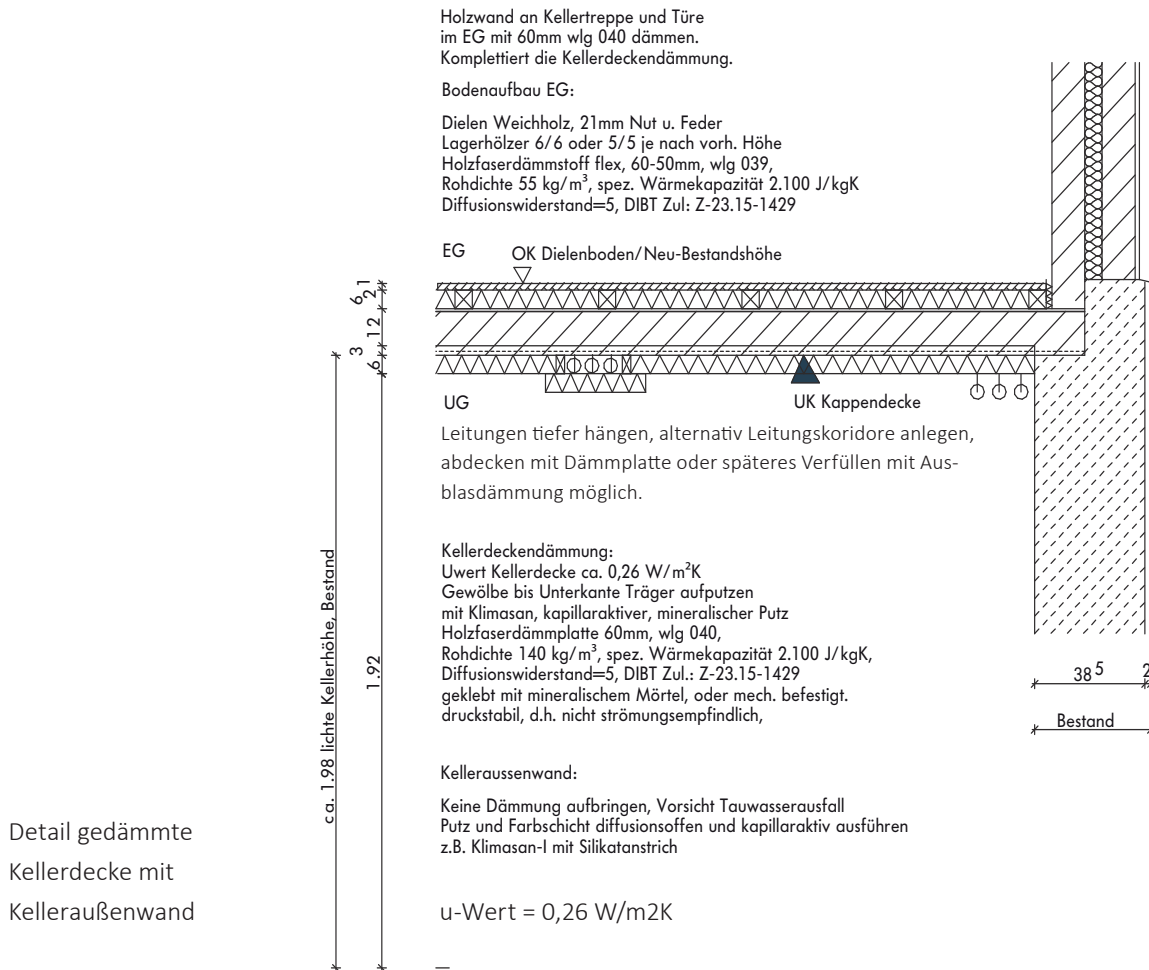 Holzwand an Kellertreppe und Türe
im EG mit 60mm wlg 040 dämmen.
Komplettiert die Kellerdeckendämmung.
Bodenaufbau EG:
Dielen Weichholz, 21mm Nut u. Feder
Lagerhölzer 6/6 oder 5/5 je nach vorh. Höhe
Holzfaserdämmstoff flex, 60-50mm, wlg 039,
Rohdichte 55 kg/m³, spez. Wärmekapazität 2.100 J/kgK
Diffusionswiderstand=5, DIBT Zul: Z-23.15-1429
EG
OK Dielenboden/Neu-Bestandshöhe
6 2 1
12
3
6
UG
UK Kappendecke
Leitungen tiefer hängen, alternativ Leitungskoridore anlegen,
abdecken mit Dämmplatte oder späteres Verfüllen mit Aus-
blasdämmung möglich.
Kellerdeckendämmung:
Uwert Kellerdecke ca. 0,26 W/m²K
Gewölbe bis Unterkante Träger aufputzen
mit Klimasan, kapillaraktiver, mineralischer Putz
Holzfaserdämmplatte 60mm, wlg 040,
Rohdichte 140 kg/m³, spez. Wärmekapazität 2.100 J/kgK,
Diffusionswiderstand=5, DIBT Zul.: Z-23.15-1429
geklebt mit mineralischem Mörtel, oder mech. befestigt.
druckstabil, d.h. nicht strömungsempfindlich,
ca. 1.98 lichte Kellerhöhe, Bestand
1.92
38⁵
2
Bestand
Kelleraussenwand:
Keine Dämmung aufbringen, Vorsicht Tauwasserausfall
Putz und Farbschicht diffusionsoffen und kapillaraktiv ausführen
z.B. Klimasan-I mit Silikatanstrich
Detail gedämmte
Kellerdecke mit
Kelleraußenwand
u-Wert = 0,26 W/m2K